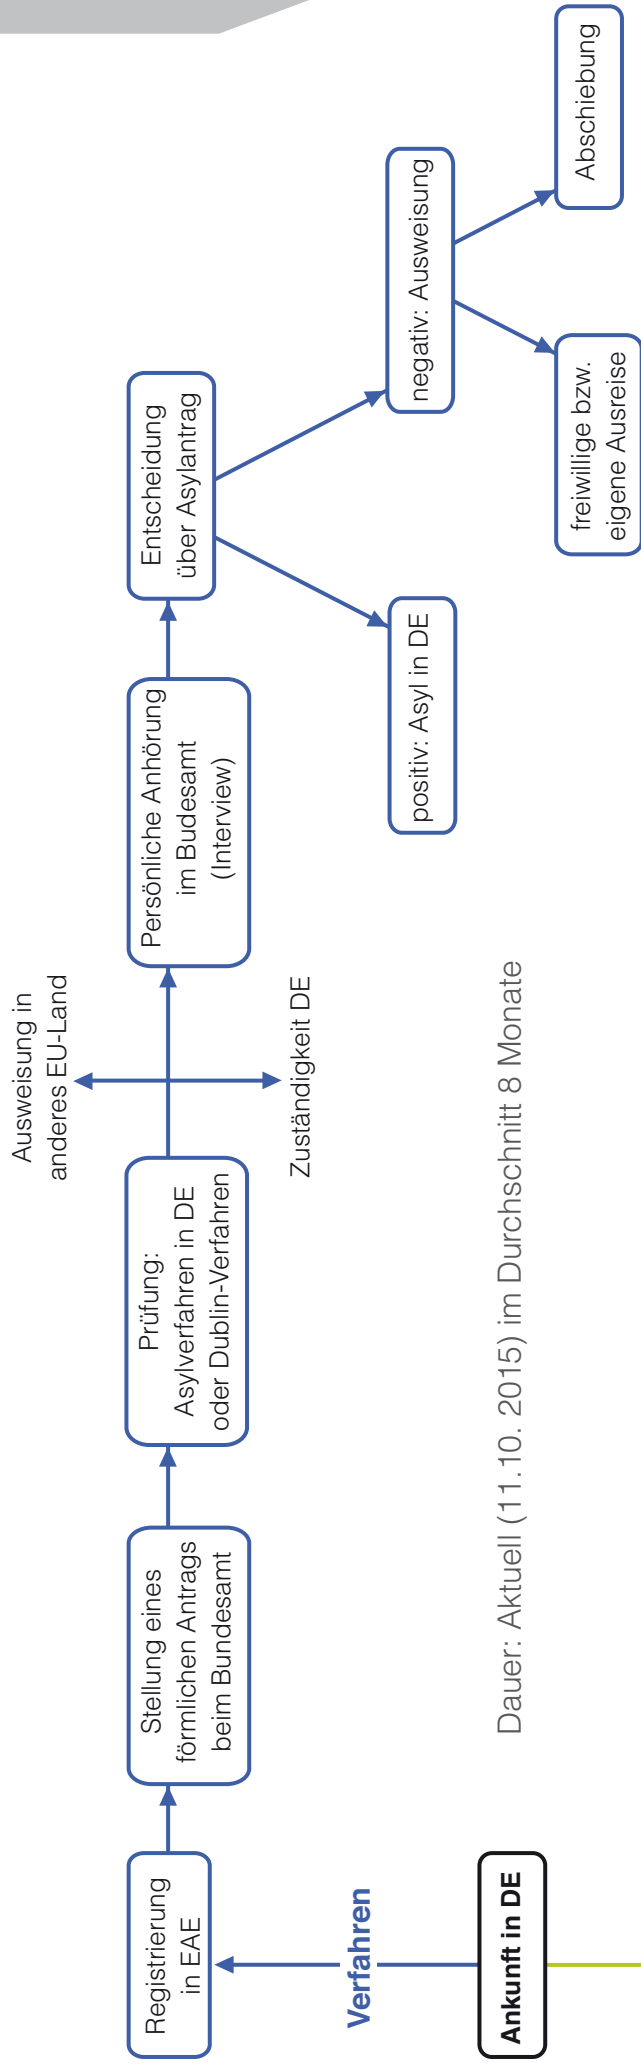 Ankunft in DE
Verfahren
Registrierung
in EAE
Stellung eines
förmlichen Antrags
beim Bundesamt
Prüfung:
Asylverfahren in DE
oder Dublin-Verfahren
Ausweisung in
anderes EU-Land
Zuständigkeit DE
Persönliche Anhörung
im Budesamt
(Interview)
Entscheidung
über Asylantrag
positiv: Asyl in DE
negativ: Ausweisung
freiwillige bzw.
eigene Ausreise
Abschiebung
Dauer: Aktuell (11.10. 2015) im Durchschnitt 8 Monate